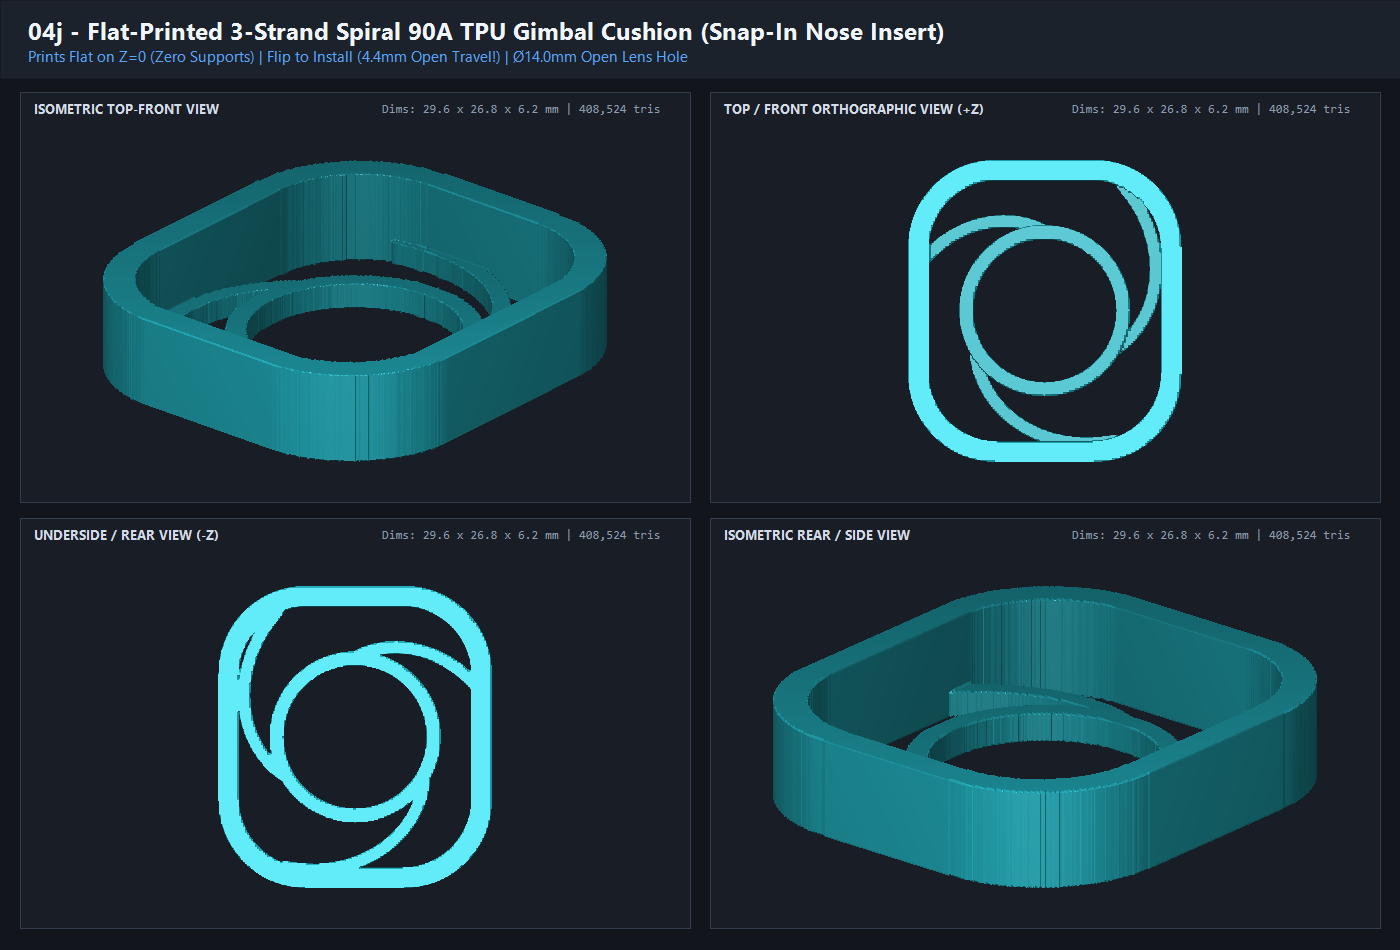 04j - Flat-Printed 3-Strand Spiral 90A TPU Gimbal Cushion (Snap-In Nose Insert)
Prints Flat on Z=0 (Zero Supports) | Flip to Install (4.4mm Open Travel!) | Ø14.0mm Open Lens Hole
ISOMETRIC TOP-FRONT VIEW Dims: 29.6 x 26.8 x 6.2 mm | 408,524 tris
TOP / FRONT ORTHOGRAPHIC VIEW (+Z) Dims: 29.6 x 26.8 x 6.2 mm | 408,524 tris
UNDERSIDE / REAR VIEW (-Z) Dims: 29.6 x 26.8 x 6.2 mm | 408,524 tris
ISOMETRIC REAR / SIDE VIEW Dims: 29.6 x 26.8 x 6.2 mm | 408,524 tris